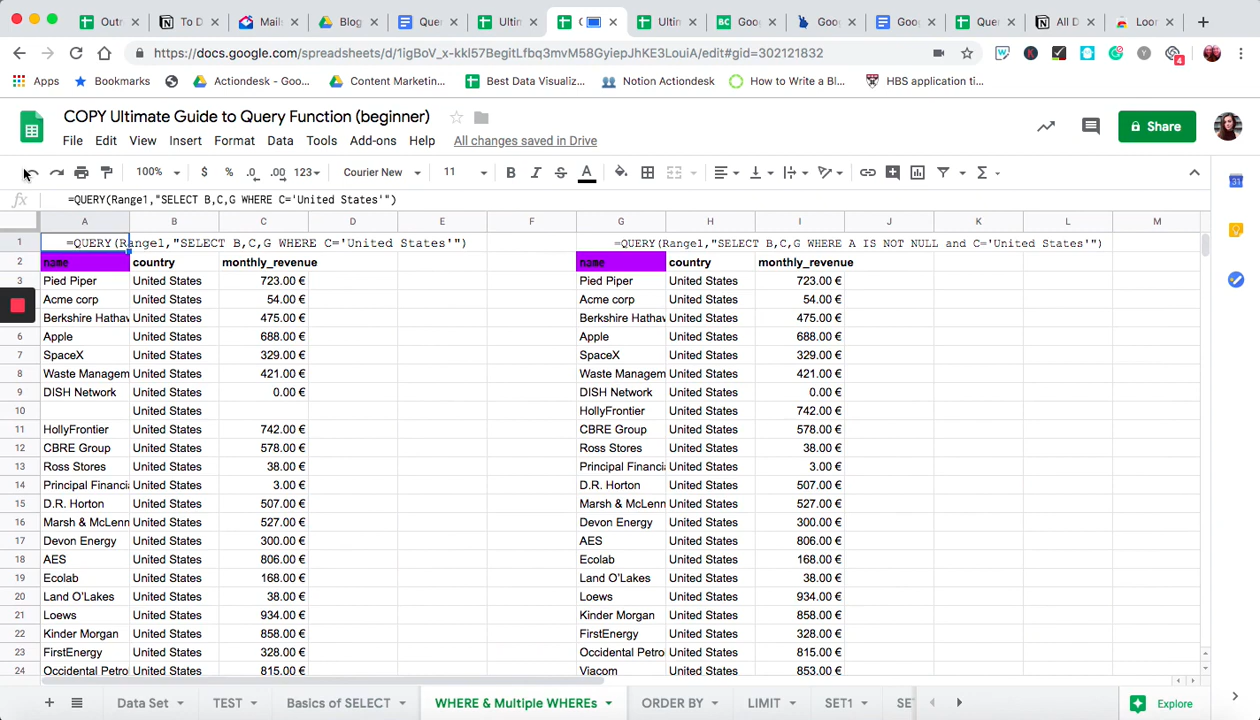 Outr To D Mails Blog Que Ultim ( Ultim Goo Goo Goo Que All D Loor
https://docs.google.com/spreadsheets/d/1igBoV_x-kkl57BegitLfbq3mvM58GyiepJhKE3LouiA/edit#gid=302121832
4
Apps Bookmarks Actiondesk - Goo... Content Marketin... Best Data Visualiz... Notion Actiondesk How to Write a Bl... HBS application ti...
COPY Ultimate Guide to Query Function (beginner)
File Edit View Insert Format Data Tools Add-ons Help All changes saved in Drive
Share
100% $ % .0 .00 123 Courier New 11 B I S A
fx =QUERY(Range1,"SELECT B,C,G WHERE C='United States'")
A B C D E F G H I J K L M
1 =QUERY(Range1,"SELECT B,C,G WHERE C='United States'") =QUERY(Range1,"SELECT B,C,G WHERE A IS NOT NULL and C='United States'")
2 name country monthly_revenue name country monthly_revenue
3 Pied Piper United States 723.00 € Pied Piper United States 723.00 €
Acme corp United States 54.00 € Acme corp United States 54.00 €
Berkshire Hathav United States 475.00 € Berkshire Hathav United States 475.00 €
6 Apple United States 688.00 € Apple United States 688.00 €
7 SpaceX United States 329.00 € SpaceX United States 329.00 €
8 Waste Managem United States 421.00 € Waste Managem United States 421.00 €
9 DISH Network United States 0.00 € DISH Network United States 0.00 €
10 United States HollyFrontier United States 742.00 €
11 HollyFrontier United States 742.00 € CBRE Group United States 578.00 €
12 CBRE Group United States 578.00 € Ross Stores United States 38.00 €
13 Ross Stores United States 38.00 € Principal Financia United States 3.00 €
14 Principal Financia United States 3.00 € D.R. Horton United States 507.00 €
15 D.R. Horton United States 507.00 € Marsh & McLenn United States 527.00 €
16 Marsh & McLenn United States 527.00 € Devon Energy United States 300.00 €
17 Devon Energy United States 300.00 € AES United States 806.00 €
18 AES United States 806.00 € Ecolab United States 168.00 €
19 Ecolab United States 168.00 € Land O'Lakes United States 38.00 €
20 Land O'Lakes United States 38.00 € Loews United States 934.00 €
21 Loews United States 934.00 € Kinder Morgan United States 858.00 €
22 Kinder Morgan United States 858.00 € FirstEnergy United States 328.00 €
23 FirstEnergy United States 328.00 € Occidental Petro United States 815.00 €
24 Occidental Petro United States 815.00 € Viacom United States 853.00 €
Data Set TEST Basics of SELECT WHERE & Multiple WHEREs ORDER BY LIMIT SET1 SE Explore